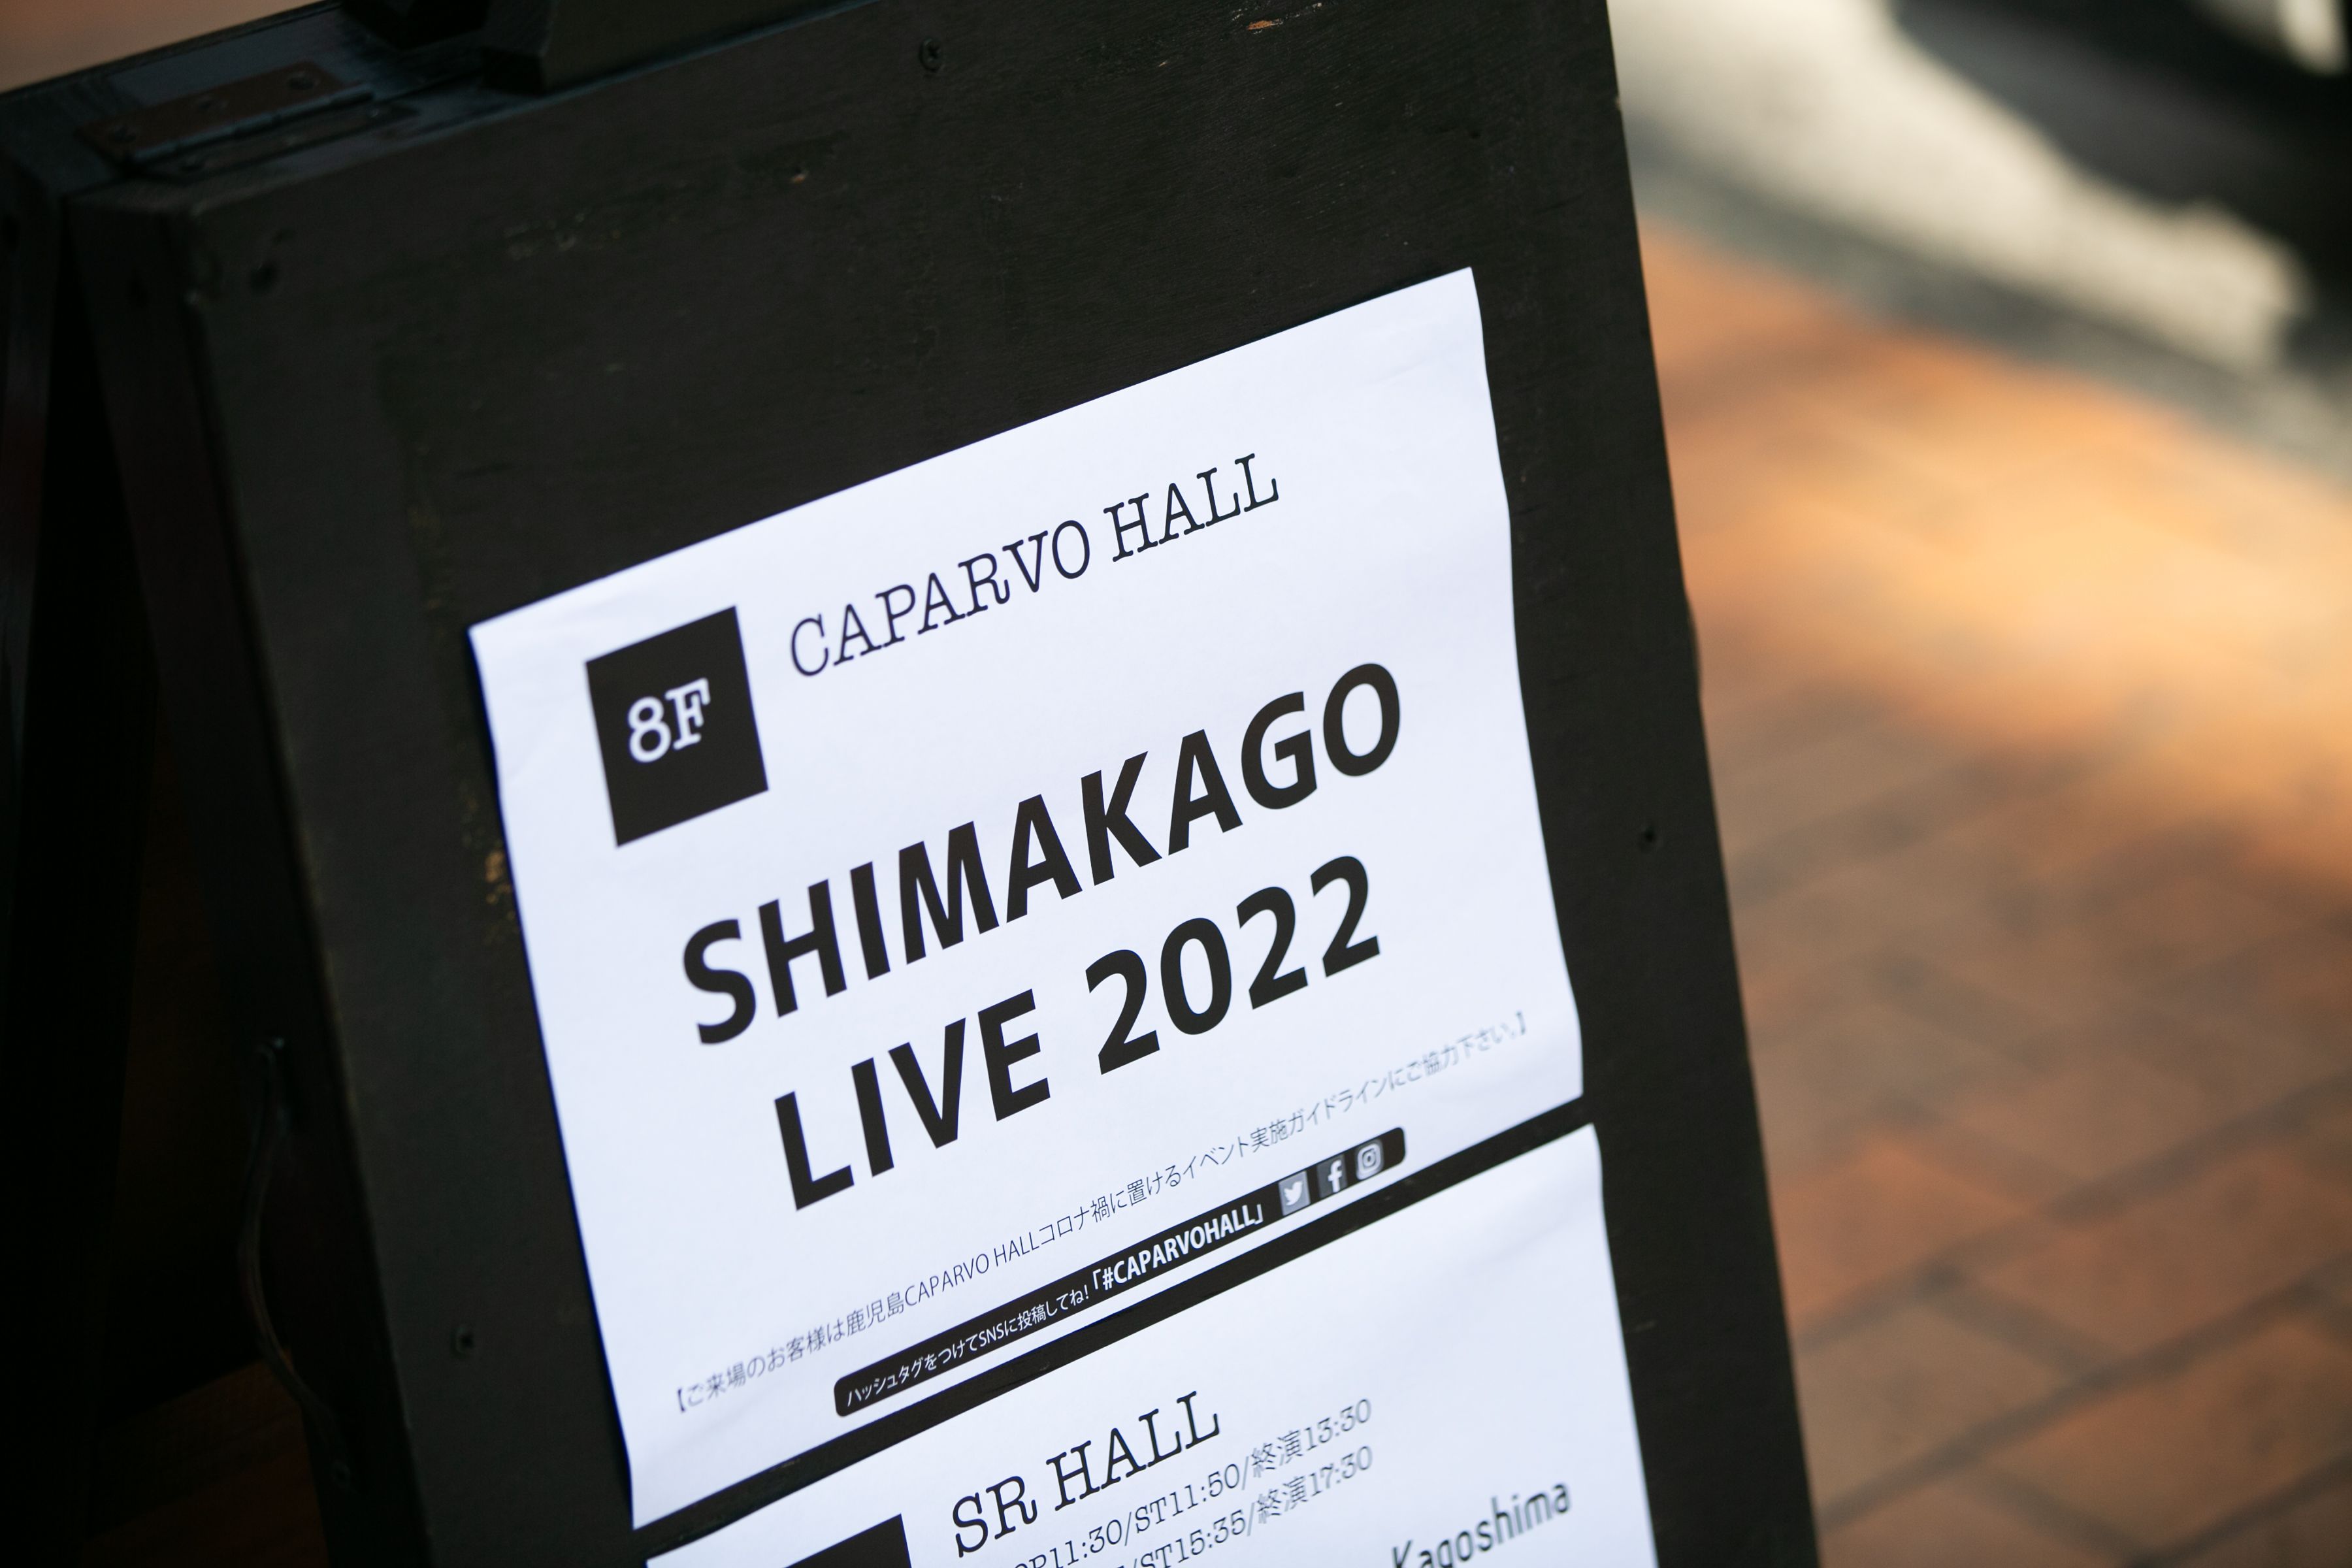 CAPARVO HALL
8F
SHIMAKAGO
LIVE 2022
【ご来場のお客様は鹿児島CAPARVO HALLコロナ禍に置けるイベント実施ガイドラインにご協力下さい。】
ハッシュタグをつけてSNSに投稿してね!「#CAPARVOHALL」
SR HALL
OP11:30/ST11:50/終演13:30
/ST15:35/終演17:30
Kagoshima